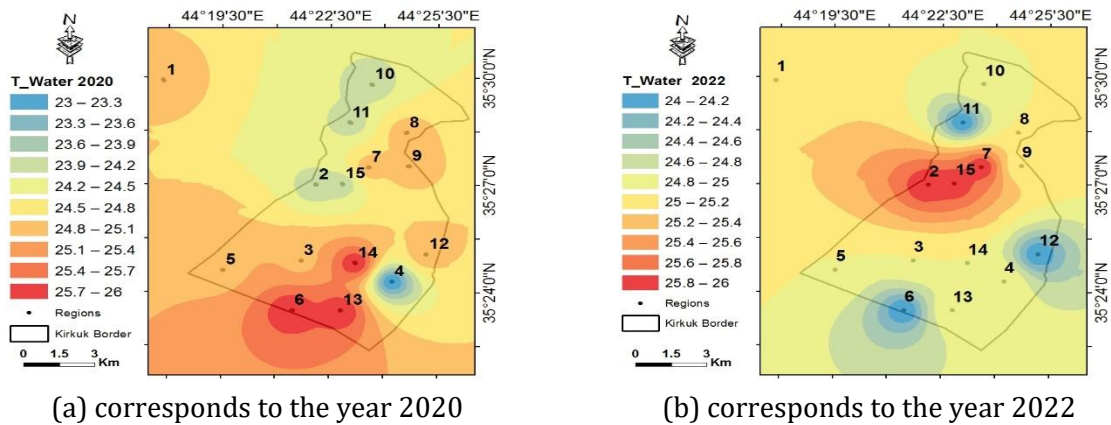 44°19'30"E 44°22'30"E 44°25'30"E
N
T_Water 2020
23 – 23.3
23.3 – 23.6
23.6 – 23.9
23.9 – 24.2
24.2 – 24.5
24.5 – 24.8
24.8 – 25.1
25.1 – 25.4
25.4 – 25.7
25.7 – 26
Regions
Kirkuk Border
0 1.5 3
Km
1
10
11
8
7
9
2
15
3
14
12
5
4
6
13
35°30'0"N
35°27'0"N
35°24'0"N
(a) corresponds to the year 2020
44°19'30"E 44°22'30"E 44°25'30"E
N
T_Water 2022
24 – 24.2
24.2 – 24.4
24.4 – 24.6
24.6 – 24.8
24.8 – 25
25 – 25.2
25.2 – 25.4
25.4 – 25.6
25.6 – 25.8
25.8 – 26
Regions
Kirkuk Border
0 1.5 3
Km
1
10
11
8
7
9
2
15
3
14
12
5
4
6
13
35°30'0"N
35°27'0"N
35°24'0"N
(b) corresponds to the year 2022